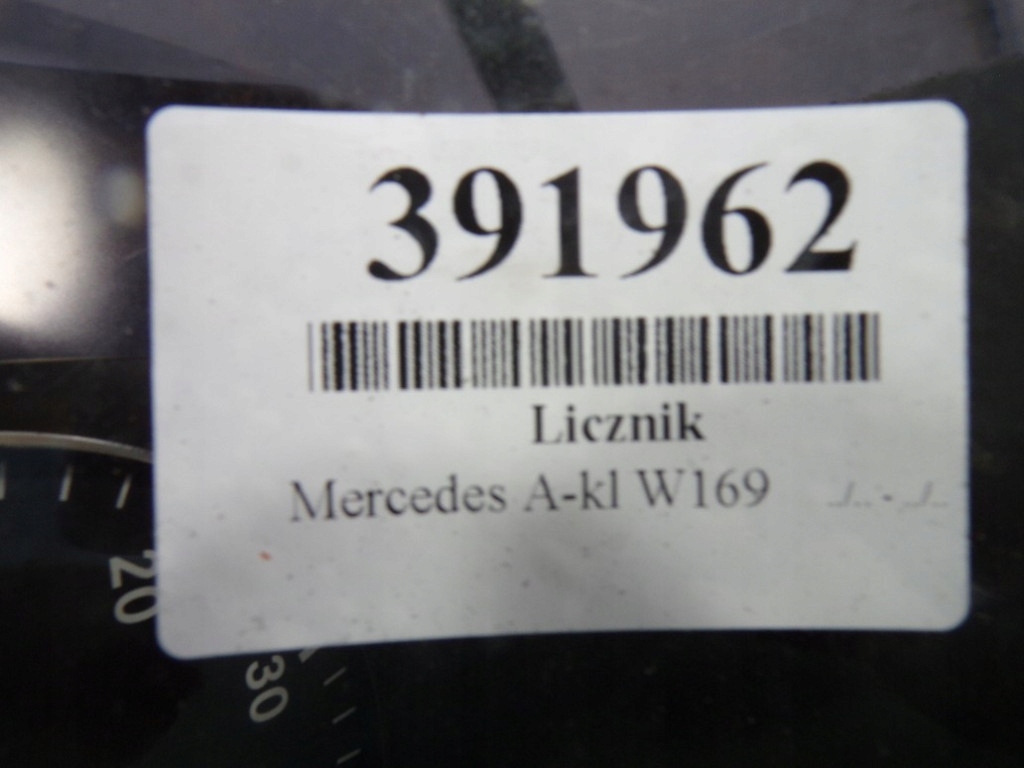 391962
Licznik
Mercedes A-kl W169 ./..-../..
20
30